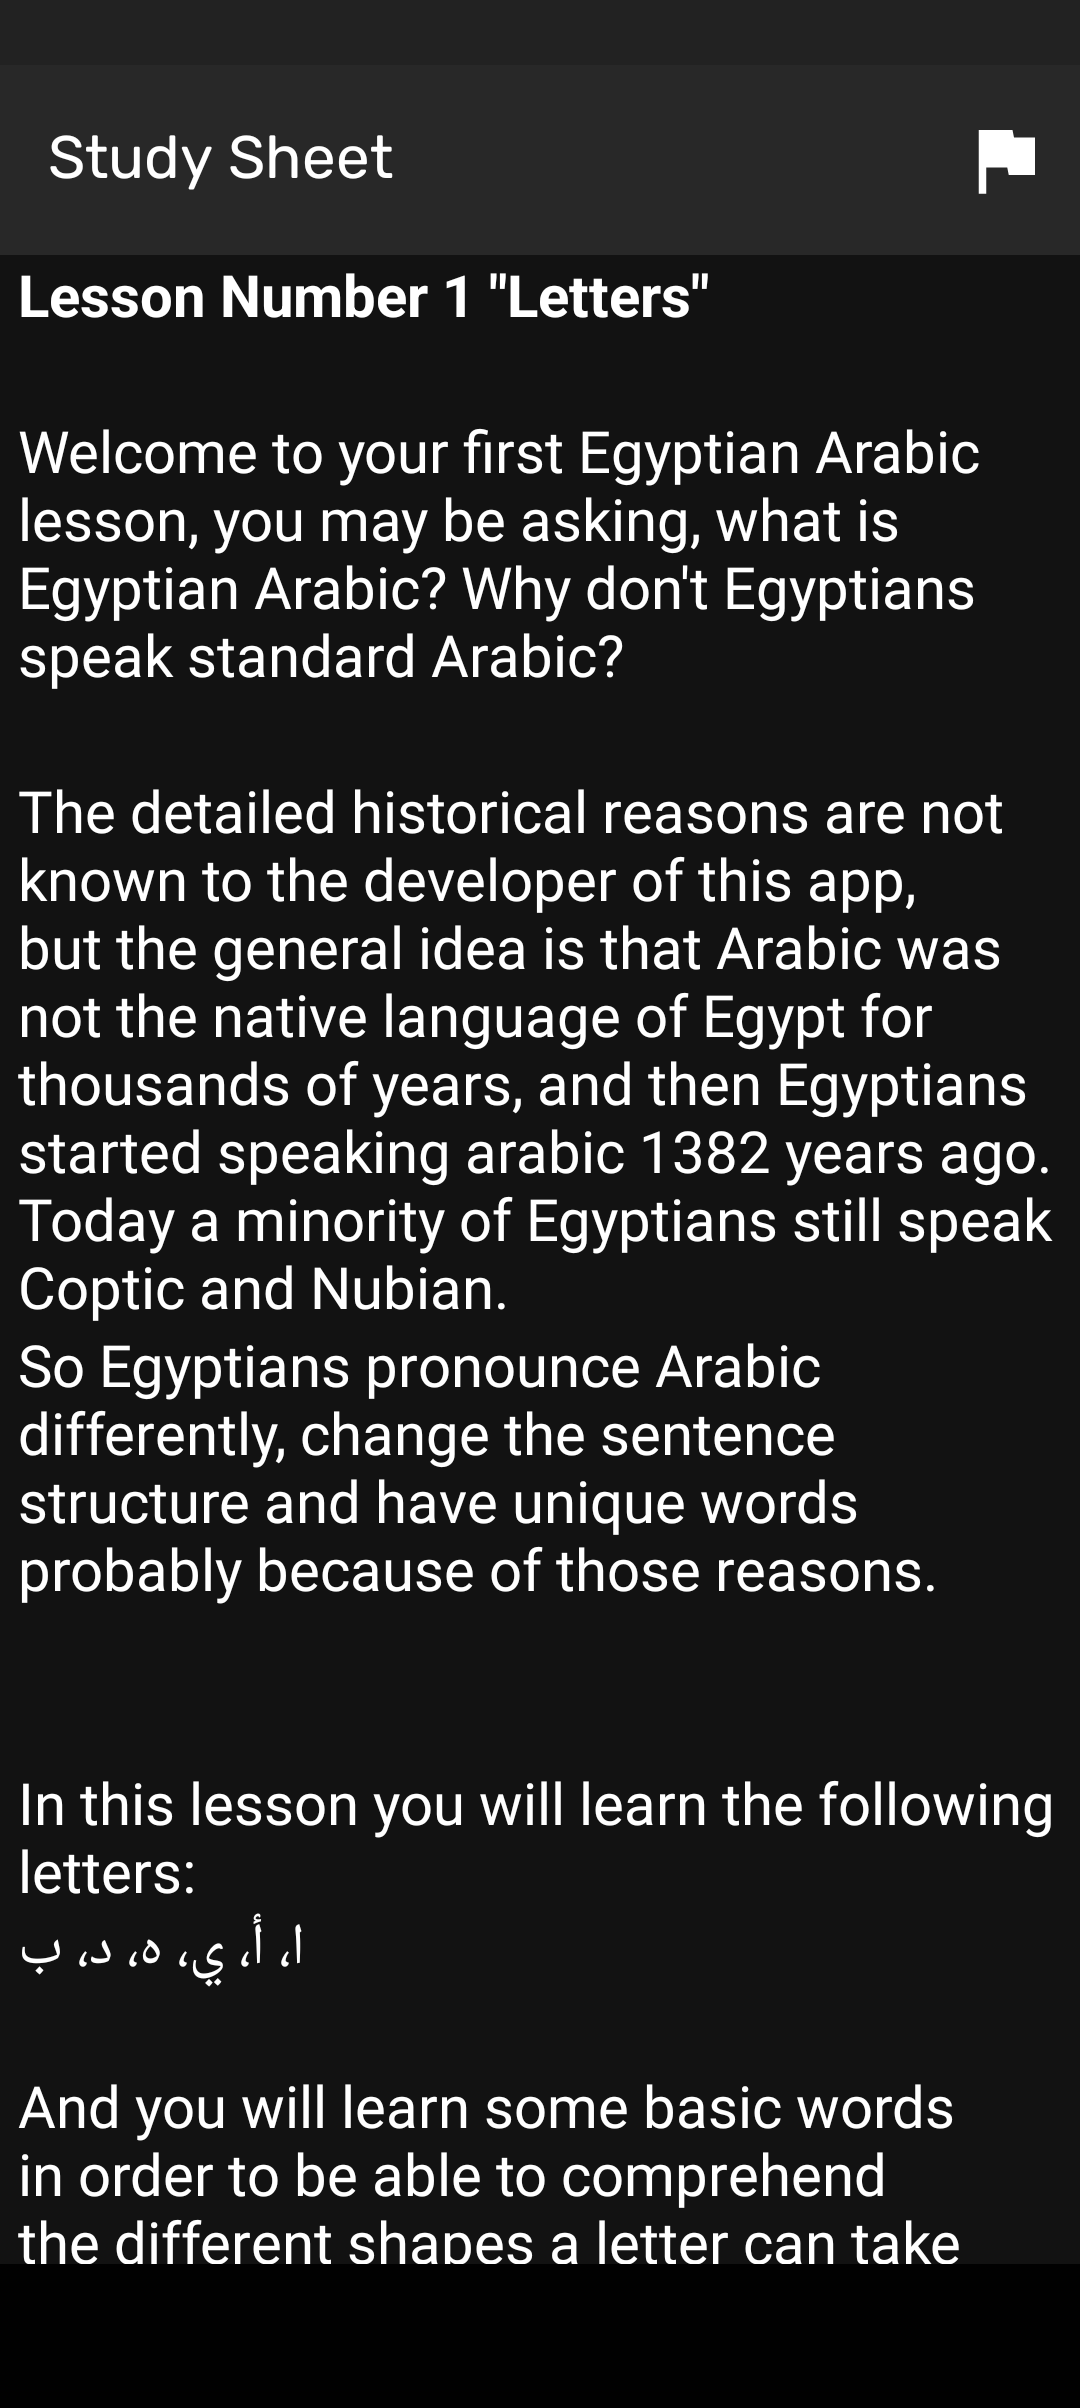 Study Sheet
Lesson Number 1 "Letters"
Welcome to your first Egyptian Arabic
lesson, you may be asking, what is
Egyptian Arabic? Why don't Egyptians
speak standard Arabic?
The detailed historical reasons are not
known to the developer of this app,
but the general idea is that Arabic was
not the native language of Egypt for
thousands of years, and then Egyptians
started speaking arabic 1382 years ago.
Today a minority of Egyptians still speak
Coptic and Nubian.
So Egyptians pronounce Arabic
differently, change the sentence
structure and have unique words
probably because of those reasons.
In this lesson you will learn the following
letters:
ا، أ، ي، ه، د، ب
And you will learn some basic words
in order to be able to comprehend
the different shapes a letter can take